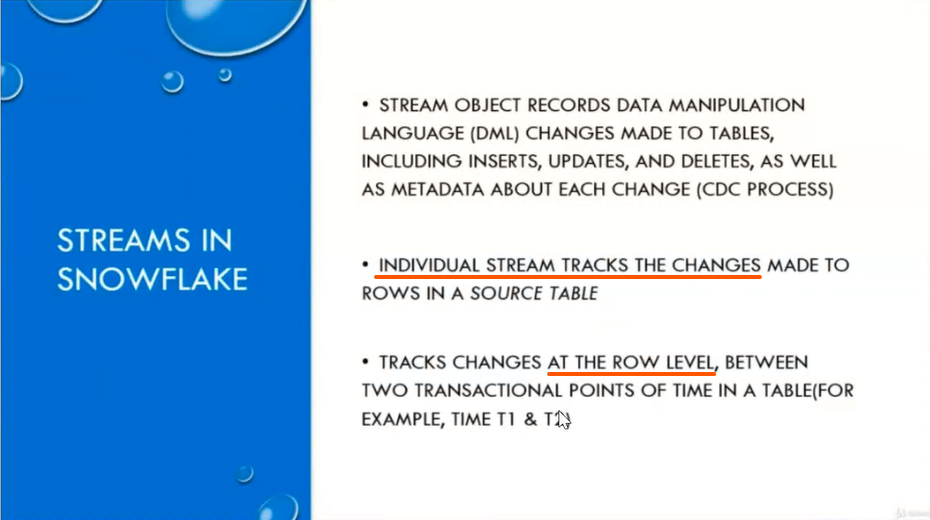 STREAMS IN
SNOWFLAKE
• STREAM OBJECT RECORDS DATA MANIPULATION
LANGUAGE (DML) CHANGES MADE TO TABLES,
INCLUDING INSERTS, UPDATES, AND DELETES, AS WELL
AS METADATA ABOUT EACH CHANGE (CDC PROCESS)
• INDIVIDUAL STREAM TRACKS THE CHANGES MADE TO
ROWS IN A SOURCE TABLE
• TRACKS CHANGES AT THE ROW LEVEL, BETWEEN
TWO TRANSACTIONAL POINTS OF TIME IN A TABLE(FOR
EXAMPLE, TIME T1 & T2)